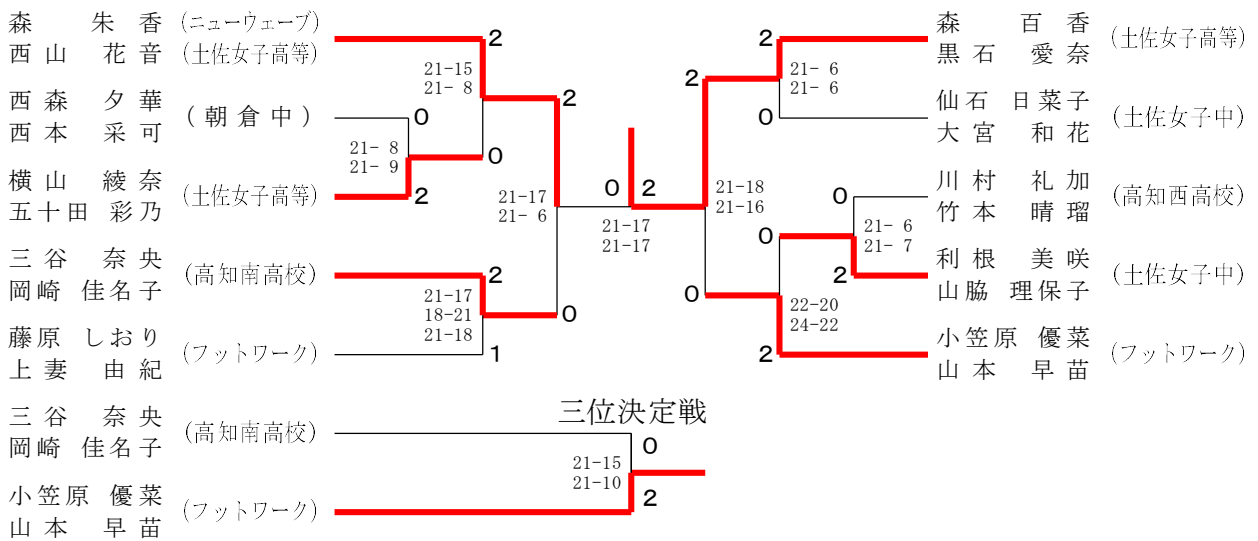 森 朱 香 (ニューウェーブ)
西 山 花 音 (土佐女子高等)
2
21-15
21- 8
西 森 夕 華
西 本 采 可
(朝倉中)
0
21- 8
21- 9
0
横 山 綾 奈
五十田 彩乃
(土佐女子高等)
2
2
21-17
21- 6
三 谷 奈 央
岡崎 佳名子
(高知南高校)
2
21-17
18-21
21-18
0
藤原 しおり
上 妻 由 紀
(フットワーク)
1
0 2
21-17
21-17
2
21-18
21-16
0
2
21- 6
21- 6
0
森 百 香
黒 石 愛 奈
(土佐女子高等)
仙石 日菜子
大 宮 和 花
(土佐女子中)
0
川 村 礼 加
竹 本 晴 瑠
(高知西高校)
0
21- 6
21- 7
2
利 根 美 咲
山脇 理保子
(土佐女子中)
22-20
24-22
2
小笠原 優菜
山 本 早 苗
(フットワーク)
三位決定戦
三 谷 奈 央
岡崎 佳名子
(高知南高校)
0
21-15
21-10
2
小笠原 優菜
山 本 早 苗
(フットワーク)